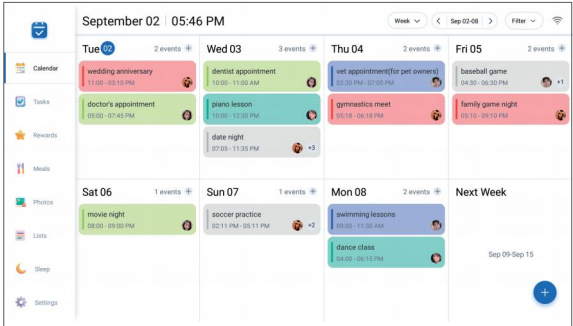 September 02 05:46 PM
Week
Sep 02-08
Filter
Calendar
Tasks
Rewards
Meals
Photos
Lists
Sleep
Settings
Tue 02 2 events +
wedding anniversary
11:00 - 03:10 PM
doctor's appointment
05:00 - 07:45 PM
Wed 03 3 events +
dentist appointment
10:00 - 11:00 AM
piano lesson
10:00 - 12:30 PM
date night
07:05 - 11:35 PM +3
Thu 04 2 events +
vet appointment(for pet owners)
02:30 PM - 07:05 PM
gymnastics meet
05:18 - 06:18 PM
Fri 05 2 events +
baseball game
04:30 - 06:30 PM +1
family game night
05:10 - 09:10 PM
Sat 06 1 events +
movie night
08:00 - 09:00 PM
Sun 07 1 events +
soccer practice
02:11 PM - 05:11 PM +2
Mon 08 2 events +
swimming lessons
09:00 - 11:30 AM
dance class
04:00 - 06:15 PM
Next Week
Sep 09-Sep 15
+